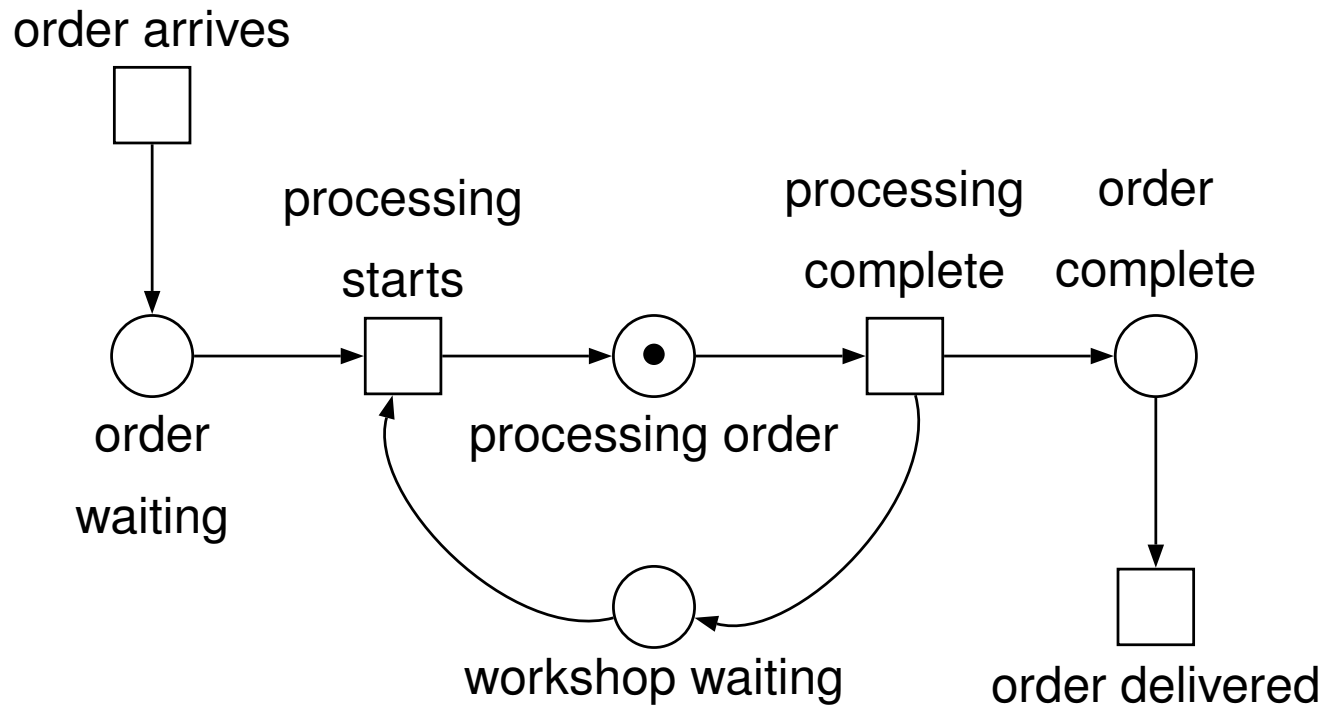 order arrives
processing
starts
processing
complete
order
complete
order
waiting
processing order
workshop waiting
order delivered